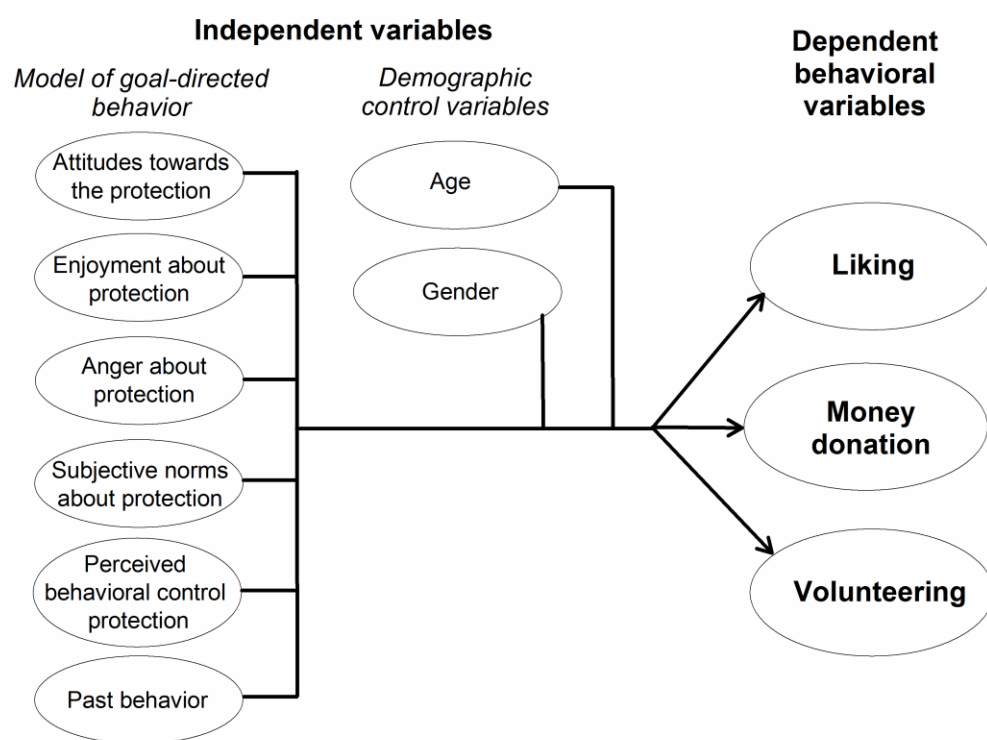 Independent variables
Model of goal-directed
behavior
Attitudes towards
the protection
Enjoyment about
protection
Anger about
protection
Subjective norms
about protection
Perceived
behavioral control
protection
Past behavior
Demographic
control variables
Age
Gender
Dependent
behavioral
variables
Liking
Money
donation
Volunteering